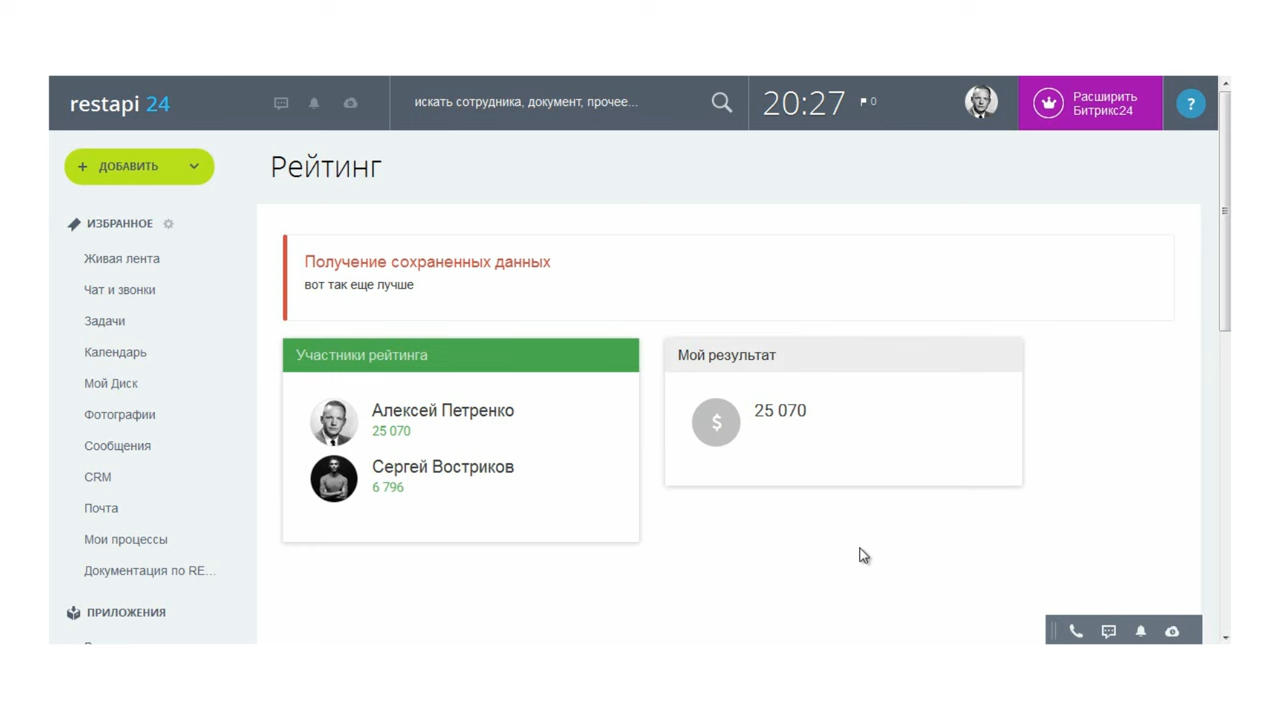 restapi 24
искать сотрудника, документ, прочее...
20:27
0
Расширить
Битрикс24
?
+ ДОБАВИТЬ
Рейтинг
ИЗБРАННОЕ
Живая лента
Чат и звонки
Задачи
Календарь
Мой Диск
Фотографии
Сообщения
CRM
Почта
Мои процессы
Документация по RE...
ПРИЛОЖЕНИЯ
Получение сохраненных данных
вот так еще лучше
Участники рейтинга
Алексей Петренко
25 070
Сергей Востриков
6 796
Мой результат
$
25 070